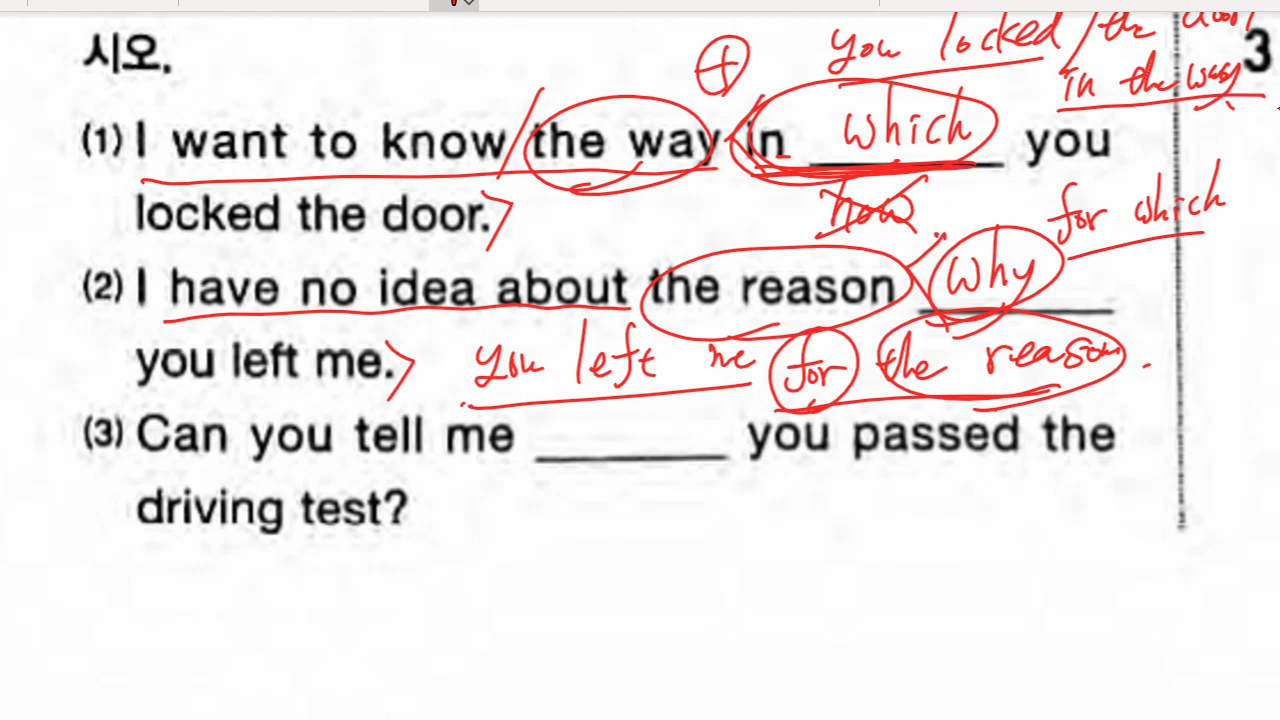 you locked / the door
3
in the way
시오.
+
(1) I want to know / the way in which you
locked the door.
how
for which
(2) I have no idea about the reason why
you left me. you left me for the reason.
(3) Can you tell me ______ you passed the
driving test?